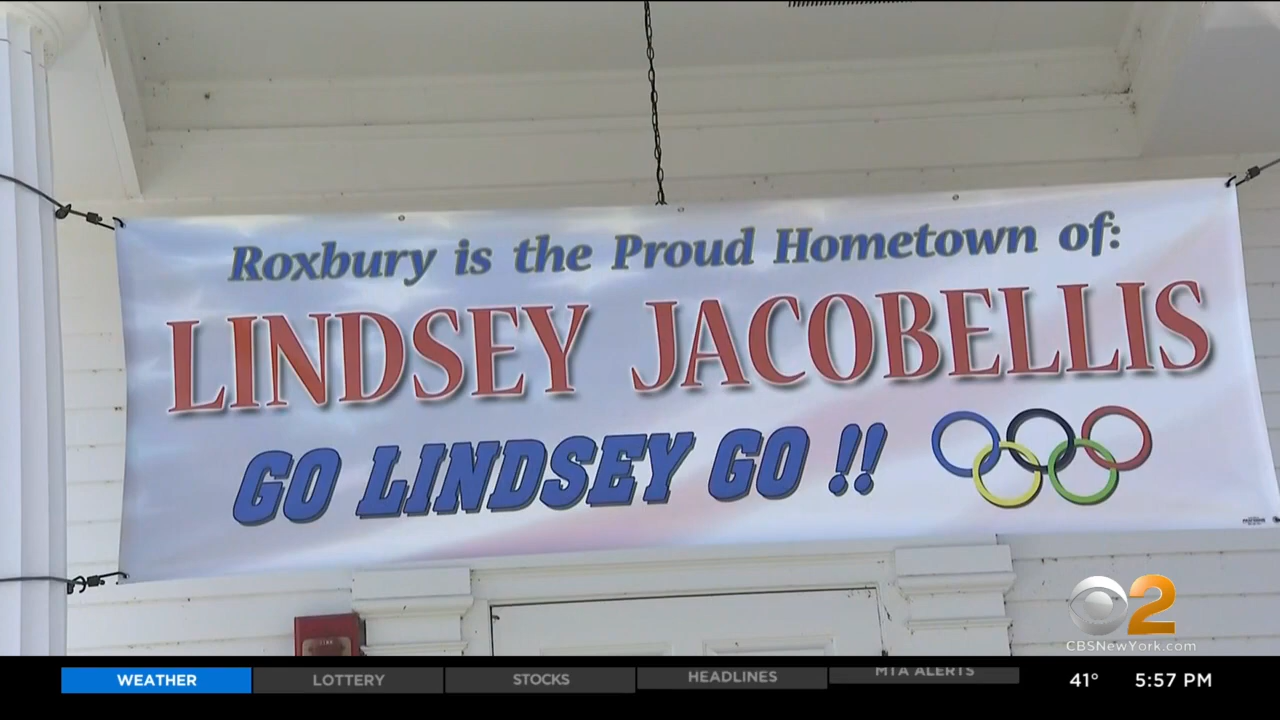 Roxbury is the Proud Hometown of:
LINDSEY JACOBELLIS
GO LINDSEY GO !!
2
CBSNewYork.com
WEATHER LOTTERY STOCKS HEADLINES MTA ALERTS 41° 5:57 PM